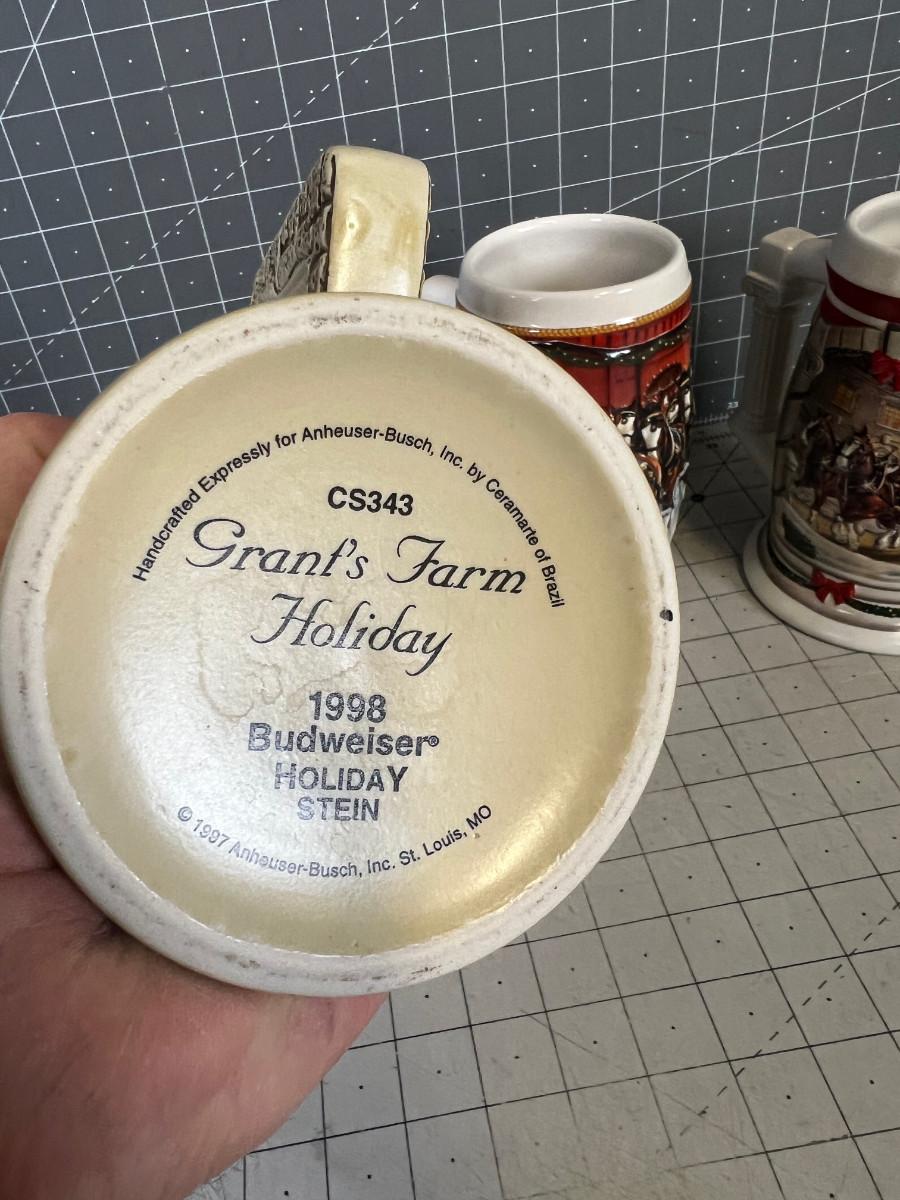 Handcrafted Expressly for Anheuser-Busch, Inc. by Ceramarte of Brazil
CS343
Grant's Farm
Holiday
1998
Budweiser®
HOLIDAY
STEIN
© 1997 Anheuser-Busch, Inc. St. Louis, MO